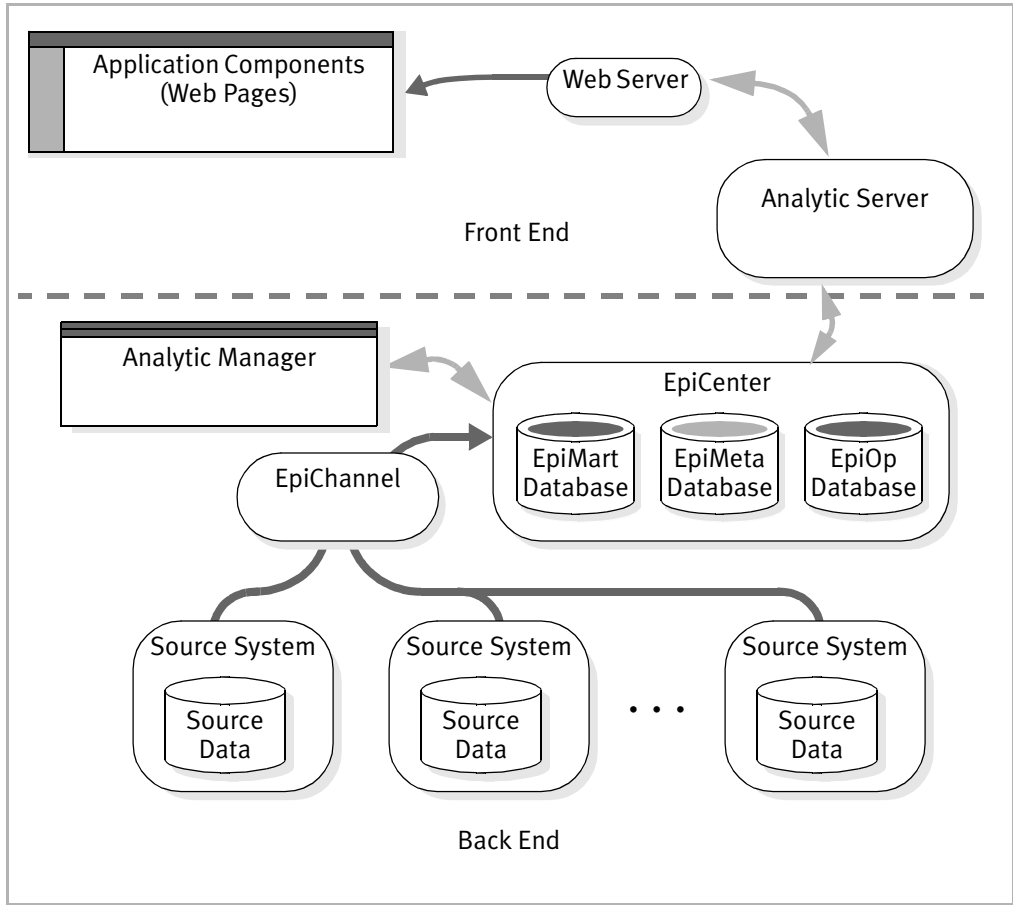 Application Components
(Web Pages)
Web Server
Analytic Server
Front End
Analytic Manager
EpiCenter
EpiMart
Database
EpiMeta
Database
EpiOp
Database
EpiChannel
Source System
Source
Data
Source System
Source
Data
. . .
Source System
Source
Data
Back End